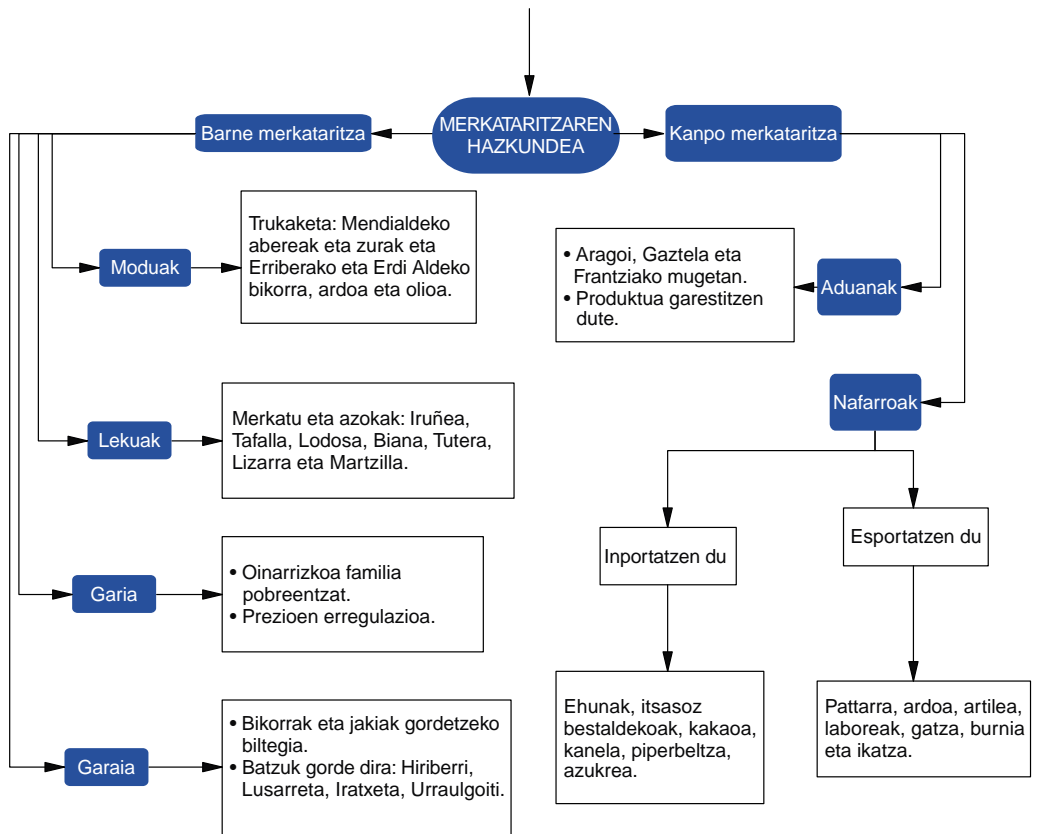 MERKATARITZAREN
HAZKUNDEA
Barne merkataritza
Moduak
Trukaketa: Mendialdeko
abereak eta zurak eta
Erriberako eta Erdi Aldeko
bikorra, ardoa eta olioa.
Lekuak
Merkatu eta azokak: Iruñea,
Tafalla, Lodosa, Biana, Tutera,
Lizarra eta Martzilla.
Garia
• Oinarrizkoa familia
pobreentzat.
• Prezioen erregulazioa.
Garaia
• Bikorrak eta jakiak gordetzeko
biltegia.
• Batzuk gorde dira: Hiriberri,
Lusarreta, Iratxeta, Urraulgoiti.
Kanpo merkataritza
Aduanak
• Aragoi, Gaztela eta
Frantziako mugetan.
• Produktua garestitzen
dute.
Nafarroak
Inportatzen du
Ehunak, itsasoz
bestaldekoak, kakaoa,
kanela, piperbeltza,
azukrea.
Esportatzen du
Pattarra, ardoa, artilea,
laboreak, gatza, burnia
eta ikatza.